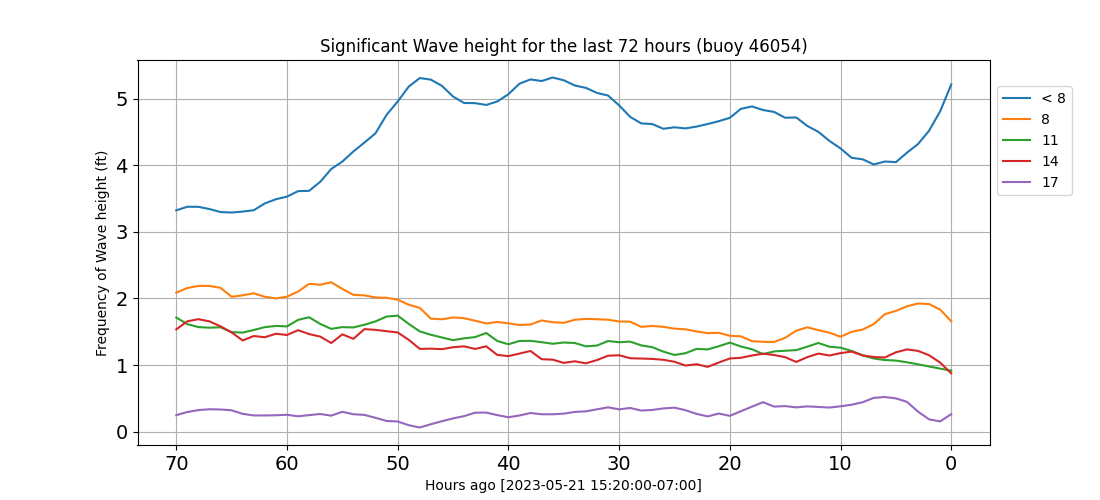 Significant Wave height for the last 72 hours (buoy 46054)
Frequency of Wave height (ft)
5
4
3
2
1
0
70 60 50 40 30 20 10 0
Hours ago [2023-05-21 15:20:00-07:00]
< 8
8
11
14
17